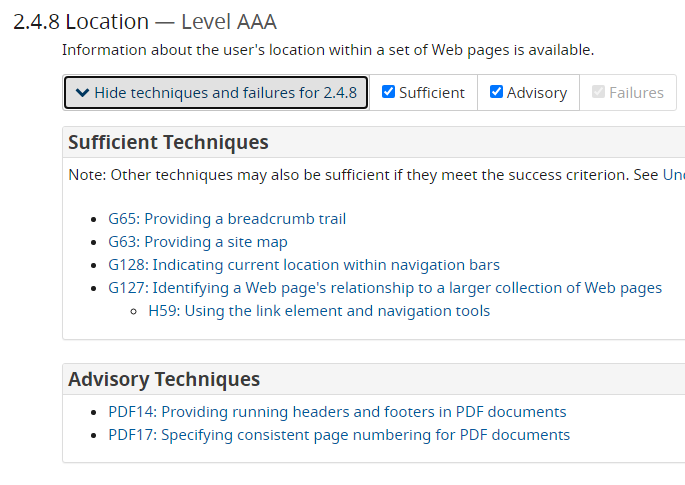 2.4.8 Location — Level AAA
Information about the user's location within a set of Web pages is available.
Hide techniques and failures for 2.4.8 Sufficient Advisory Failures
Sufficient Techniques
Note: Other techniques may also be sufficient if they meet the success criterion. See
G65: Providing a breadcrumb trail
G63: Providing a site map
G128: Indicating current location within navigation bars
G127: Identifying a Web page's relationship to a larger collection of Web pages
H59: Using the link element and navigation tools
Advisory Techniques
PDF14: Providing running headers and footers in PDF documents
PDF17: Specifying consistent page numbering for PDF documents